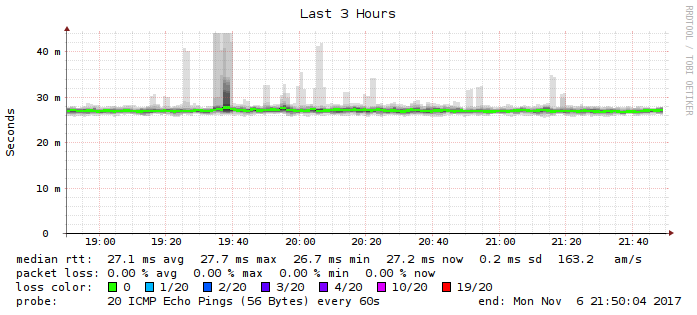 Last 3 Hours
RRDTOOL / TOBI OETIKER
Seconds
40 m
30 m
20 m
10 m
0
19:00 19:20 19:40 20:00 20:20 20:40 21:00 21:20 21:40
median rtt: 27.1 ms avg 27.7 ms max 26.7 ms min 27.2 ms now 0.2 ms sd 163.2 am/s
packet loss: 0.00 % avg 0.00 % max 0.00 % min 0.00 % now
loss color: 0 1/20 2/20 3/20 4/20 10/20 19/20
probe: 20 ICMP Echo Pings (56 Bytes) every 60s end: Mon Nov 6 21:50:04 2017